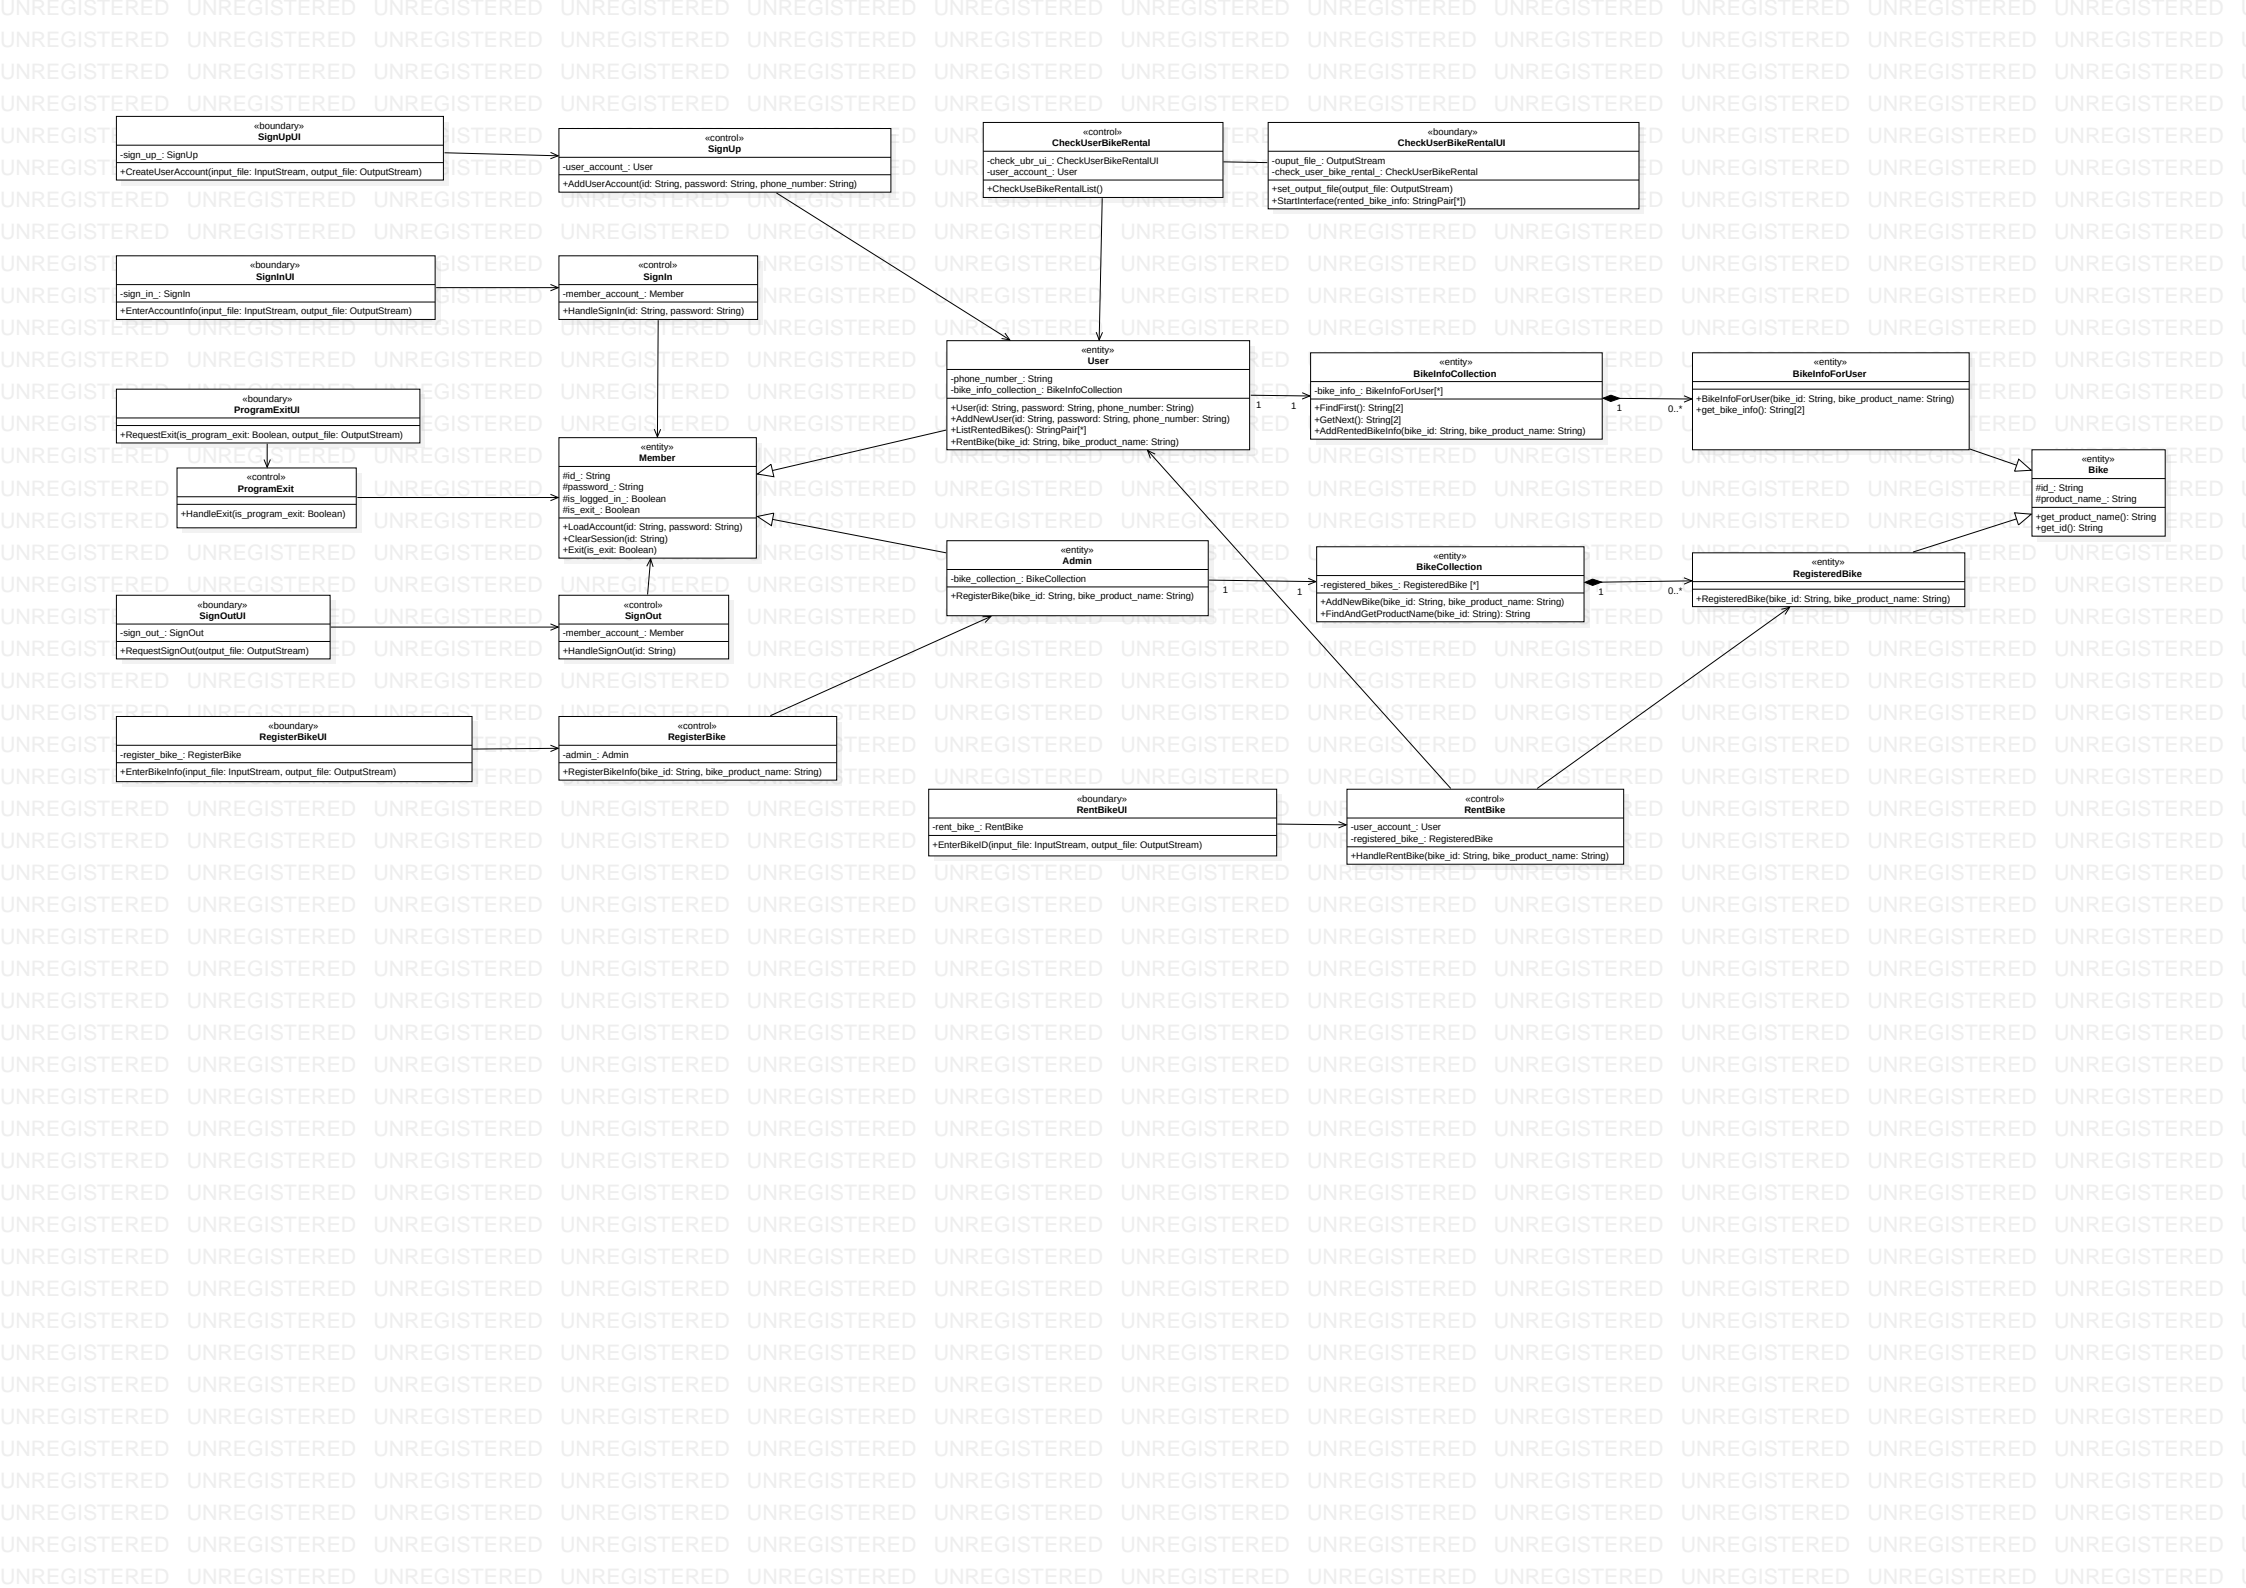 «boundary»
SignUpUI
-sign_up_: SignUp
+CreateUserAccount(input_file: InputStream, output_file: OutputStream)
«control»
SignUp
-user_account_: User
+AddUserAccount(id: String, password: String, phone_number: String)
«control»
CheckUserBikeRental
-check_ubr_ui_: CheckUserBikeRentalUI
-user_account_: User
+CheckUseBikeRentalList()
«boundary»
CheckUserBikeRentalUI
-ouput_file_: OutputStream
-check_user_bike_rental_: CheckUserBikeRental
+set_output_file(output_file: OutputStream)
+StartInterface(rented_bike_info: StringPair[*])
«boundary»
SignInUI
-sign_in_: SignIn
+EnterAccountInfo(input_file: InputStream, output_file: OutputStream)
«control»
SignIn
-member_account_: Member
+HandleSignIn(id: String, password: String)
«entity»
User
-phone_number_: String
-bike_info_collection_: BikeInfoCollection
+User(id: String, password: String, phone_number: String)
+AddNewUser(id: String, password: String, phone_number: String)
+ListRentedBikes(): StringPair[*]
+RentBike(bike_id: String, bike_product_name: String)
1
1
«entity»
BikeInfoCollection
-bike_info_: BikeInfoForUser[*]
+FindFirst(): String[2]
+GetNext(): String[2]
+AddRentedBikeInfo(bike_id: String, bike_product_name: String)
1
0..*
«entity»
BikeInfoForUser
+BikeInfoForUser(bike_id: String, bike_product_name: String)
+get_bike_info(): String[2]
«boundary»
ProgramExitUI
+RequestExit(is_program_exit: Boolean, output_file: OutputStream)
«control»
ProgramExit
+HandleExit(is_program_exit: Boolean)
«entity»
Member
#id_: String
#password_: String
#is_logged_in_: Boolean
#is_exit_: Boolean
+LoadAccount(id: String, password: String)
+ClearSession(id: String)
+Exit(is_exit: Boolean)
«entity»
Bike
#id_: String
#product_name_: String
+get_product_name(): String
+get_id(): String
«entity»
Admin
-bike_collection_: BikeCollection
+RegisterBike(bike_id: String, bike_product_name: String)
1
1
«entity»
BikeCollection
-registered_bikes_: RegisteredBike [*]
+AddNewBike(bike_id: String, bike_product_name: String)
+FindAndGetProductName(bike_id: String): String
1
0..*
«entity»
RegisteredBike
+RegisteredBike(bike_id: String, bike_product_name: String)
«boundary»
SignOutUI
-sign_out_: SignOut
+RequestSignOut(output_file: OutputStream)
«control»
SignOut
-member_account_: Member
+HandleSignOut(id: String)
«boundary»
RegisterBikeUI
-register_bike_: RegisterBike
+EnterBikeInfo(input_file: InputStream, output_file: OutputStream)
«control»
RegisterBike
-admin_: Admin
+RegisterBikeInfo(bike_id: String, bike_product_name: String)
«boundary»
RentBikeUI
-rent_bike_: RentBike
+EnterBikeID(input_file: InputStream, output_file: OutputStream)
«control»
RentBike
-user_account_: User
-registered_bike_: RegisteredBike
+HandleRentBike(bike_id: String, bike_product_name: String)
UNREGISTERED